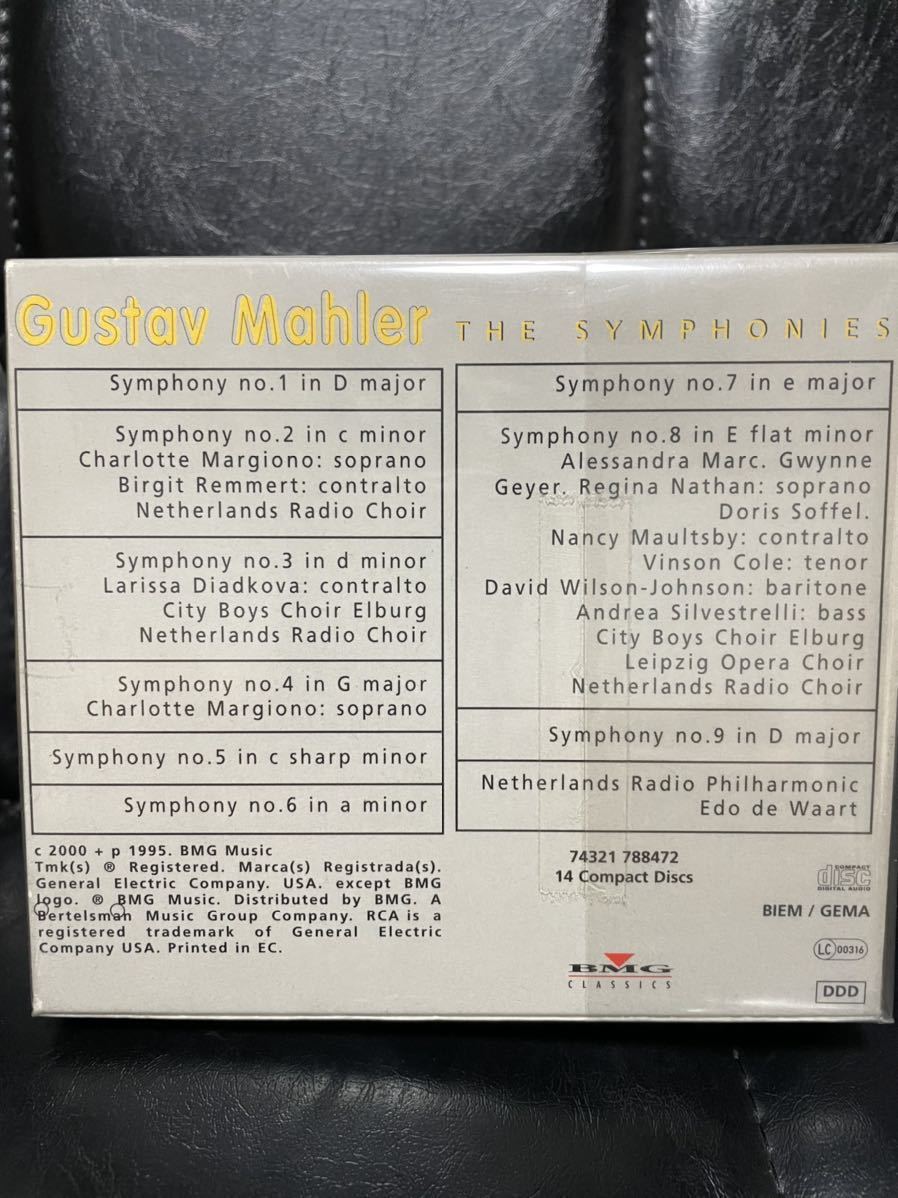 Gustav Mahler THE SYMPHONIES
Symphony no.1 in D major
Symphony no.2 in c minor
Charlotte Margiono: soprano
Birgit Remmert: contralto
Netherlands Radio Choir
Symphony no.3 in d minor
Larissa Diadkova: contralto
City Boys Choir Elburg
Netherlands Radio Choir
Symphony no.4 in G major
Charlotte Margiono: soprano
Symphony no.5 in c sharp minor
Symphony no.6 in a minor
Symphony no.7 in e major
Symphony no.8 in E flat minor
Alessandra Marc. Gwynne
Geyer. Regina Nathan: soprano
Doris Soffel.
Nancy Maultsby: contralto
Vinson Cole: tenor
David Wilson-Johnson: baritone
Andrea Silvestrelli: bass
City Boys Choir Elburg
Leipzig Opera Choir
Netherlands Radio Choir
Symphony no.9 in D major
Netherlands Radio Philharmonic
Edo de Waart
c 2000 + p 1995. BMG Music
Tmk(s) ® Registered. Marca(s) Registrada(s).
General Electric Company. USA. except BMG
logo. ® BMG Music. Distributed by BMG. A
Bertelsman Music Group Company. RCA is a
registered trademark of General Electric
Company USA. Printed in EC.
74321 788472
14 Compact Discs
COMPACT
disc
DIGITAL AUDIO
BIEM / GEMA
LC 00316
BMG
CLASSICS
DDD